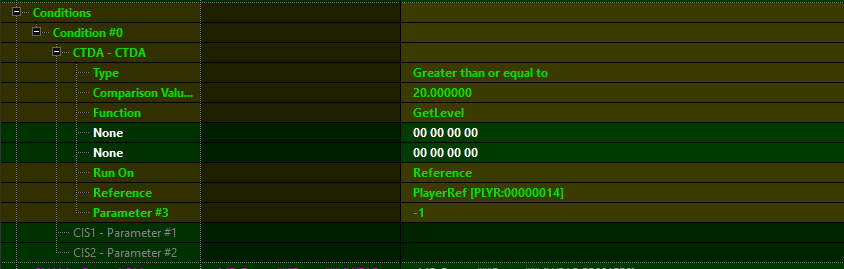 Conditions
Condition #0
CTDA - CTDA
Type Greater than or equal to
Comparison Valu... 20.000000
Function GetLevel
None 00 00 00 00
None 00 00 00 00
Run On Reference
Reference PlayerRef [PLYR:00000014]
Parameter #3 -1
CIS1 - Parameter #1
CIS2 - Parameter #2